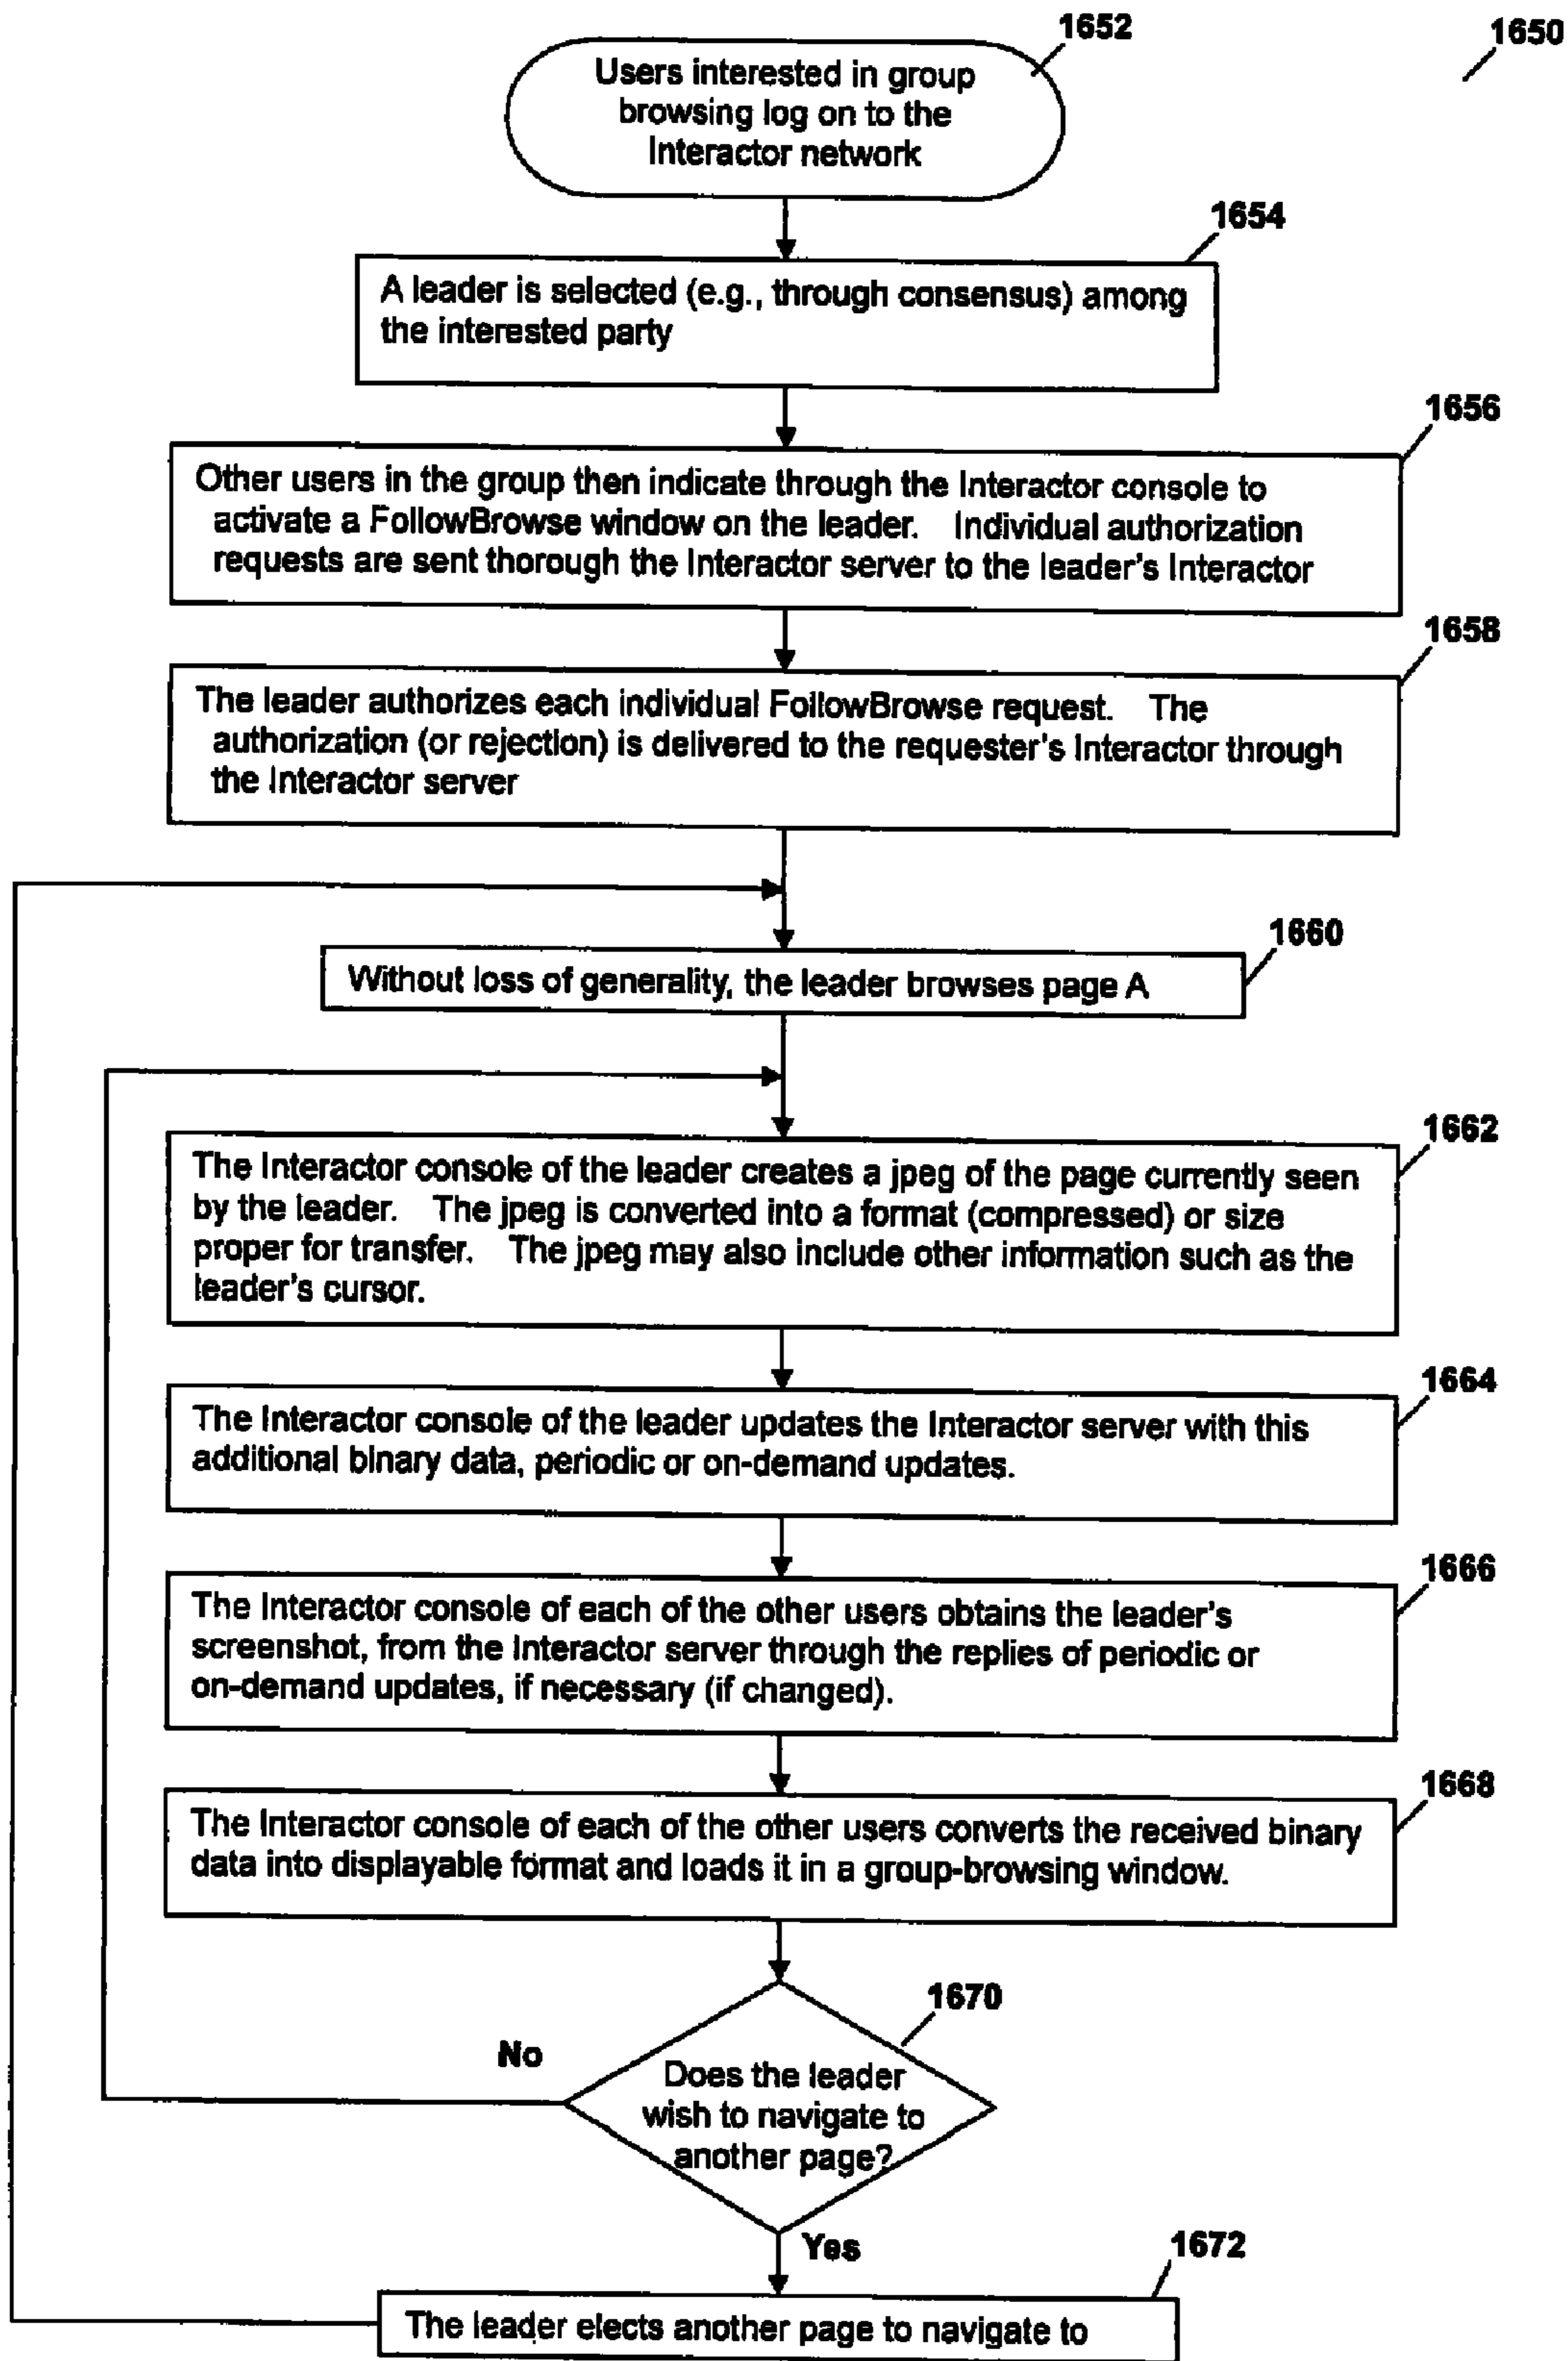 1652
1650
Users interested in group
browsing log on to the
Interactor network
1654
A leader is selected (e.g., through consensus) among
the interested party
1656
Other users in the group then indicate through the Interactor console to
activate a FollowBrowse window on the leader. Individual authorization
requests are sent thorough the Interactor server to the leader's Interactor
1658
The leader authorizes each individual FollowBrowse request. The
authorization (or rejection) is delivered to the requester's Interactor through
the Interactor server
1660
Without loss of generality, the leader browses page A
1662
The Interactor console of the leader creates a jpeg of the page currently seen
by the leader. The jpeg is converted into a format (compressed) or size
proper for transfer. The jpeg may also include other information such as the
leader's cursor.
1664
The Interactor console of the leader updates the Interactor server with this
additional binary data, periodic or on-demand updates.
1666
The Interactor console of each of the other users obtains the leader's
screenshot, from the Interactor server through the replies of periodic or
on-demand updates, if necessary (if changed).
1668
The Interactor console of each of the other users converts the received binary
data into displayable format and loads it in a group-browsing window.
1670
No
Does the leader
wish to navigate to
another page?
Yes
1672
The leader elects another page to navigate to